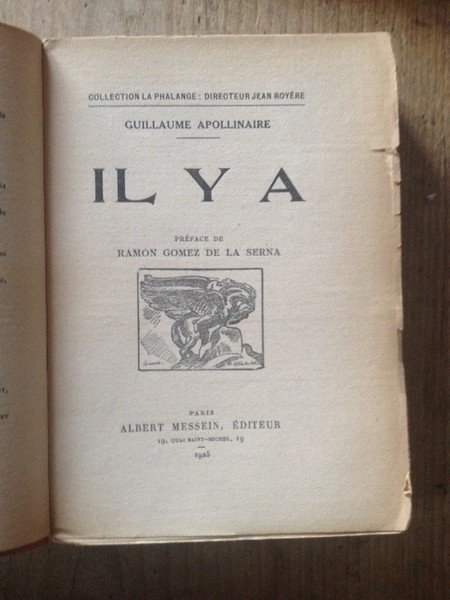 COLLECTION LA PHALANGE : DIRECTEUR JEAN ROYÈRE
GUILLAUME APOLLINAIRE
IL Y A
PRÉFACE DE
RAMON GOMEZ DE LA SERNA
PARIS
ALBERT MESSEIN, ÉDITEUR
19, QUAI SAINT-MICHEL, 19
1925